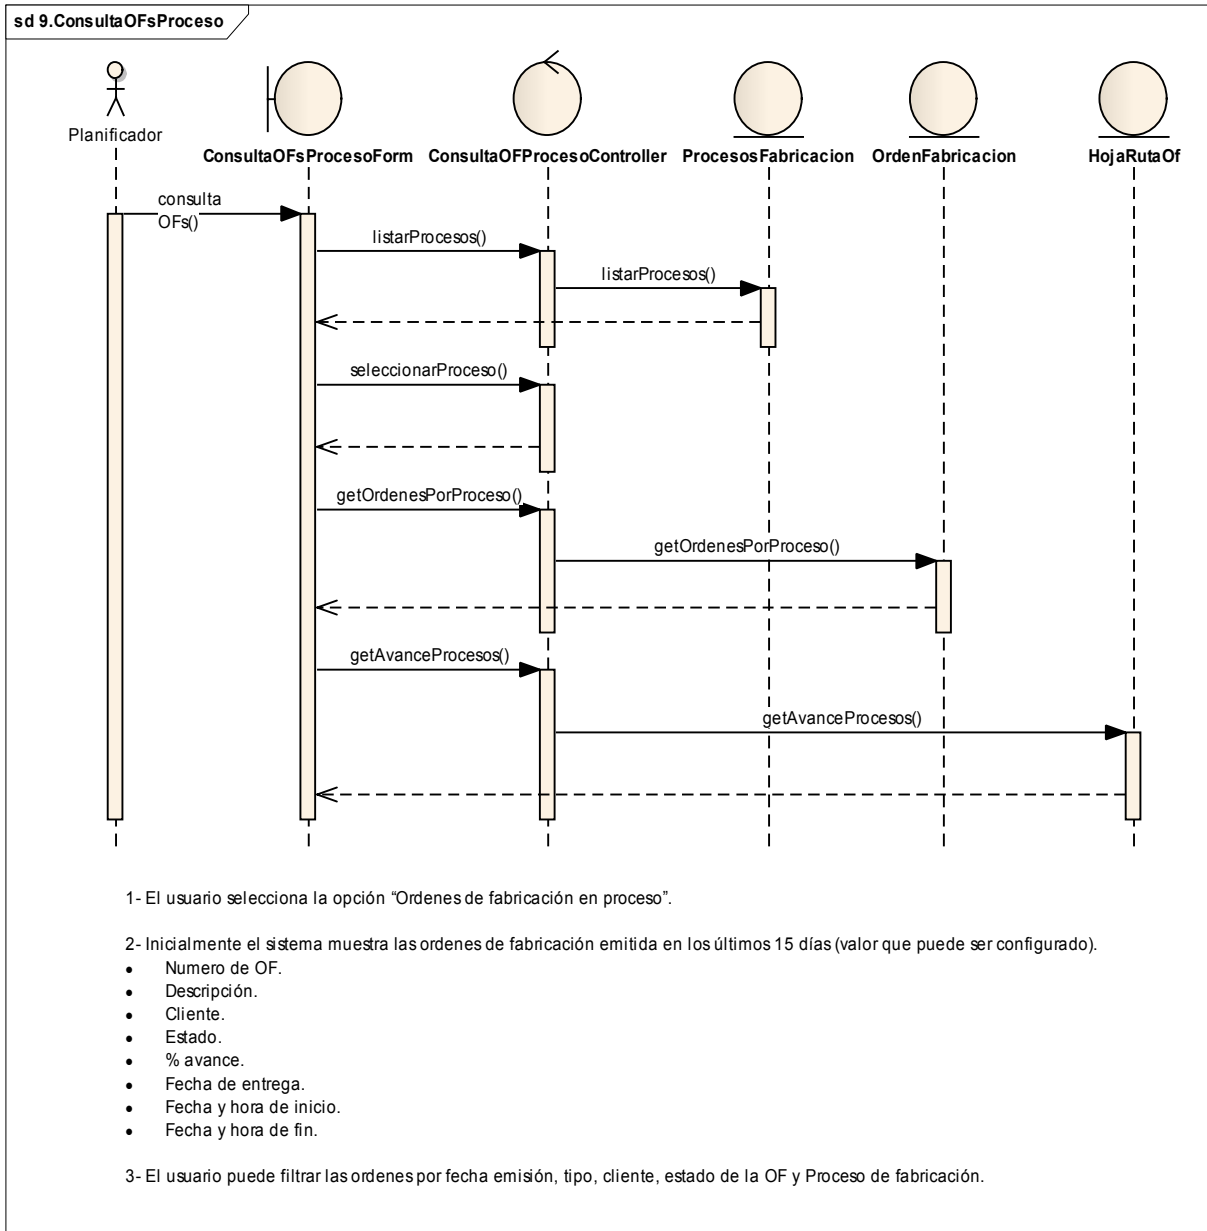 sd 9.ConsultaOFsProceso
Planificador
ConsultaOFsProcesoForm
ConsultaOFProcesoController
ProcesosFabricacion
OrdenFabricacion
HojaRutaOf
consulta
OFs()
listarProcesos()
listarProcesos()
seleccionarProceso()
getOrdenesPorProceso()
getOrdenesPorProceso()
getAvanceProcesos()
getAvanceProcesos()
1- El usuario selecciona la opción “Ordenes de fabricación en proceso”.
2- Inicialmente el sistema muestra las ordenes de fabricación emitida en los últimos 15 días (valor que puede ser configurado).
• Numero de OF.
• Descripción.
• Cliente.
• Estado.
• % avance.
• Fecha de entrega.
• Fecha y hora de inicio.
• Fecha y hora de fin.
3- El usuario puede filtrar las ordenes por fecha emisión, tipo, cliente, estado de la OF y Proceso de fabricación.